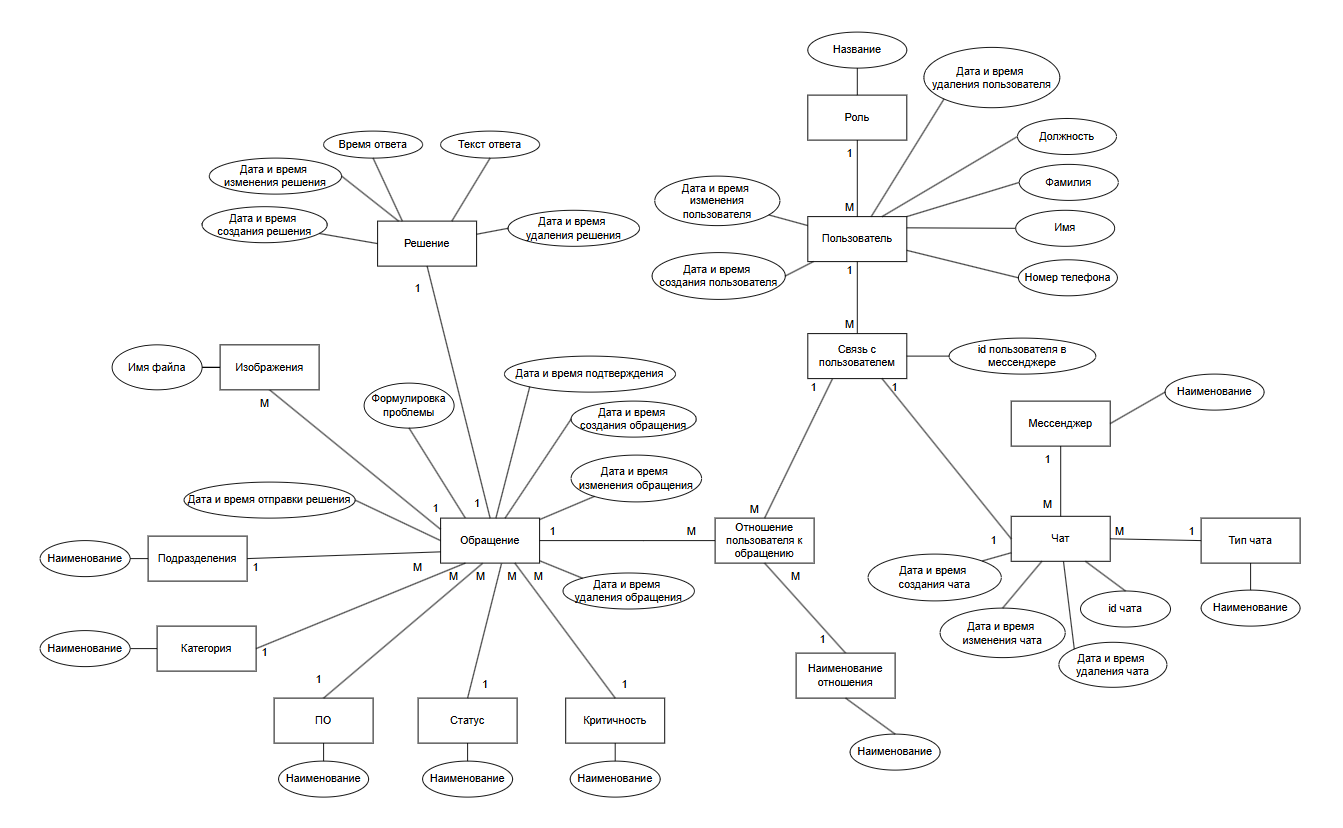 Название
Дата и время
удаления пользователя
Роль
1
Должность
Время ответа
Текст ответа
Дата и время
изменения решения
Фамилия
Дата и время
изменения
пользователя
M
Дата и время
создания решения
Решение
Дата и время
удаления решения
Пользователь
Имя
1
1
Дата и время
создания пользователя
Номер телефона
M
Связь с
пользователем
id пользователя в
мессенджере
Имя файла
Изображения
M
Дата и время подтверждения
1
1
Формулировка
проблемы
Дата и время
создания обращения
Наименование
Мессенджер
1
Дата и время
изменения обращения
Дата и время отправки решения
1
1
M
M
Обращение
1
M
Отношение
пользователя к
обращению
1
Чат
M
1
Тип чата
Наименование
Подразделения
1
M
M
M
M
M
Дата и время
удаления обращения
M
Дата и время
создания чата
id чата
Наименование
Наименование
Категория
1
1
Дата и время
изменения чата
Дата и время
удаления чата
1
1
1
Наименование
отношения
ПО
Статус
Критичность
Наименование
Наименование
Наименование
Наименование